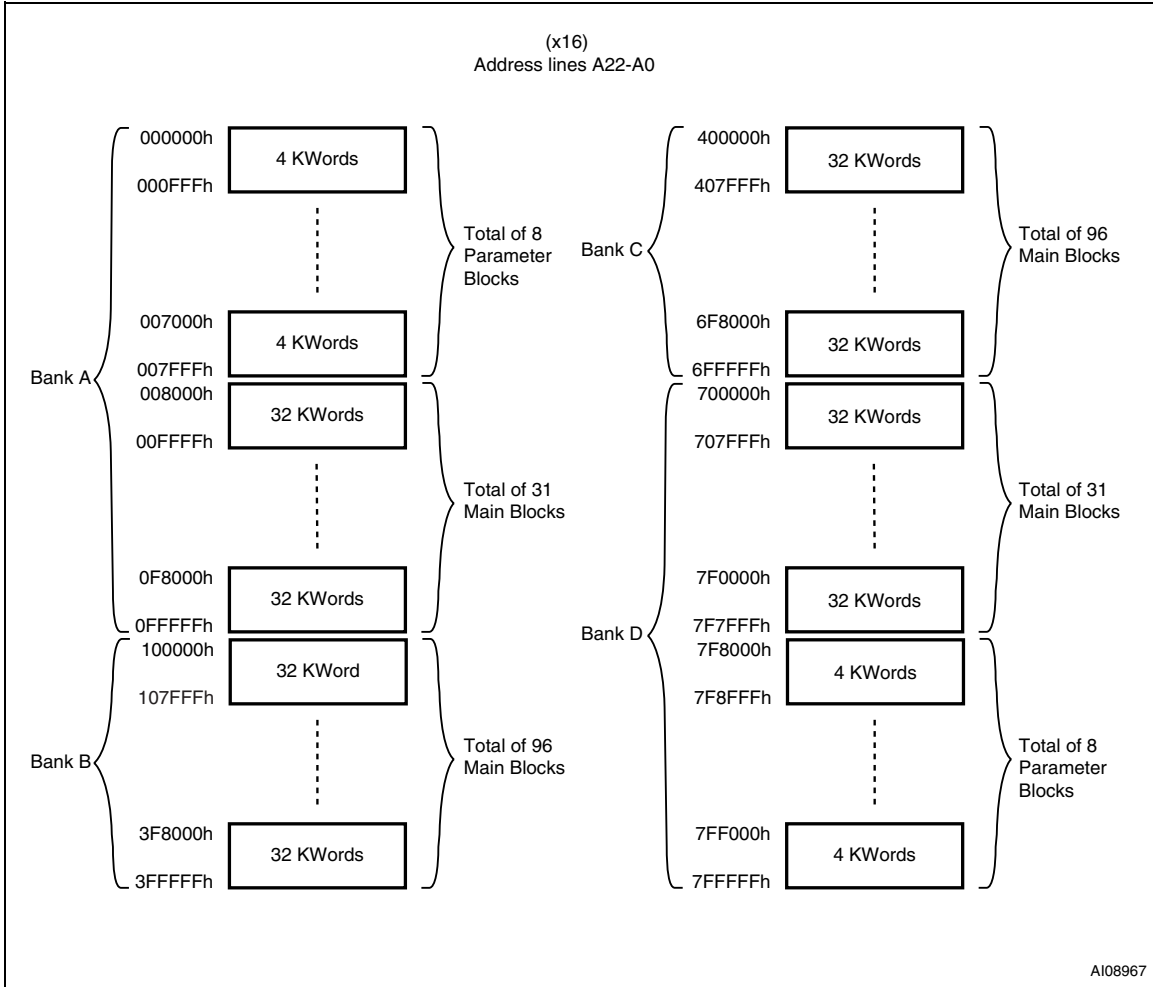 (x16)
Address lines A22-A0
Bank A
000000h
4 KWords
000FFFh
Total of 8
Parameter
Blocks
007000h
4 KWords
007FFFh
008000h
32 KWords
00FFFFh
Total of 31
Main Blocks
0F8000h
32 KWords
0FFFFFh
Bank B
100000h
32 KWord
107FFFh
Total of 96
Main Blocks
3F8000h
32 KWords
3FFFFFh
Bank C
400000h
32 KWords
407FFFh
Total of 96
Main Blocks
6F8000h
32 KWords
6FFFFFh
Bank D
700000h
32 KWords
707FFFh
Total of 31
Main Blocks
7F0000h
32 KWords
7F7FFFh
7F8000h
4 KWords
7F8FFFh
Total of 8
Parameter
Blocks
7FF000h
4 KWords
7FFFFFh
AI08967